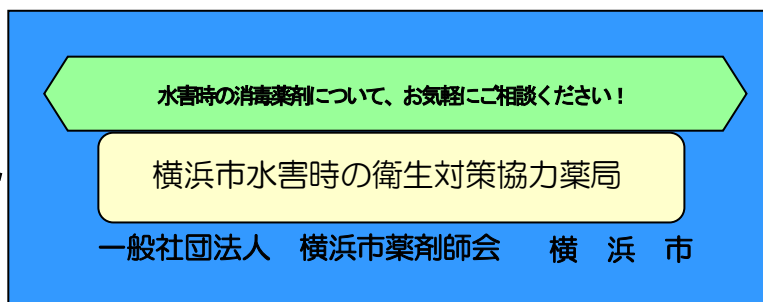 水害時の消毒薬剤について、お気軽にご相談ください！
横浜市水害時の衛生対策協力薬局
一般社団法人　横浜市薬剤師会　横　浜　市